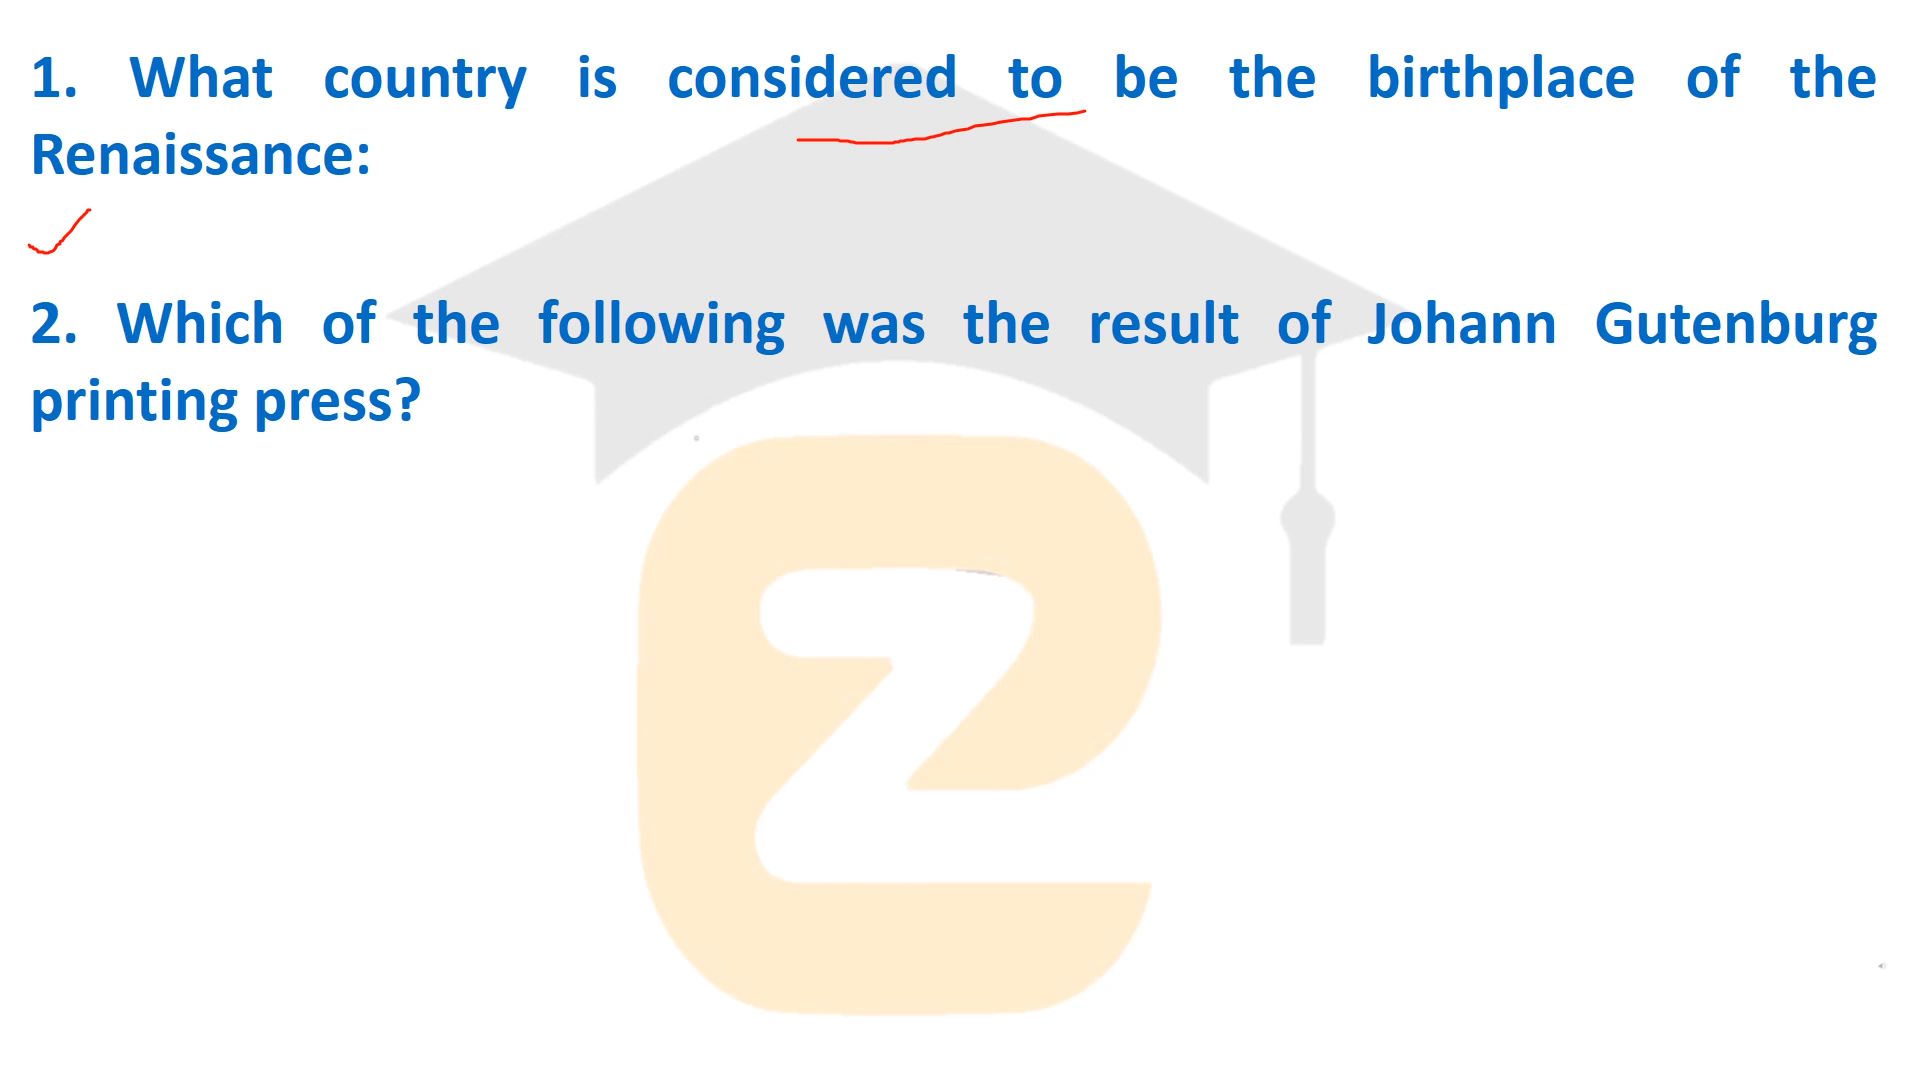 1. What country is considered to be the birthplace of the
Renaissance:
2. Which of the following was the result of Johann Gutenburg
printing press?